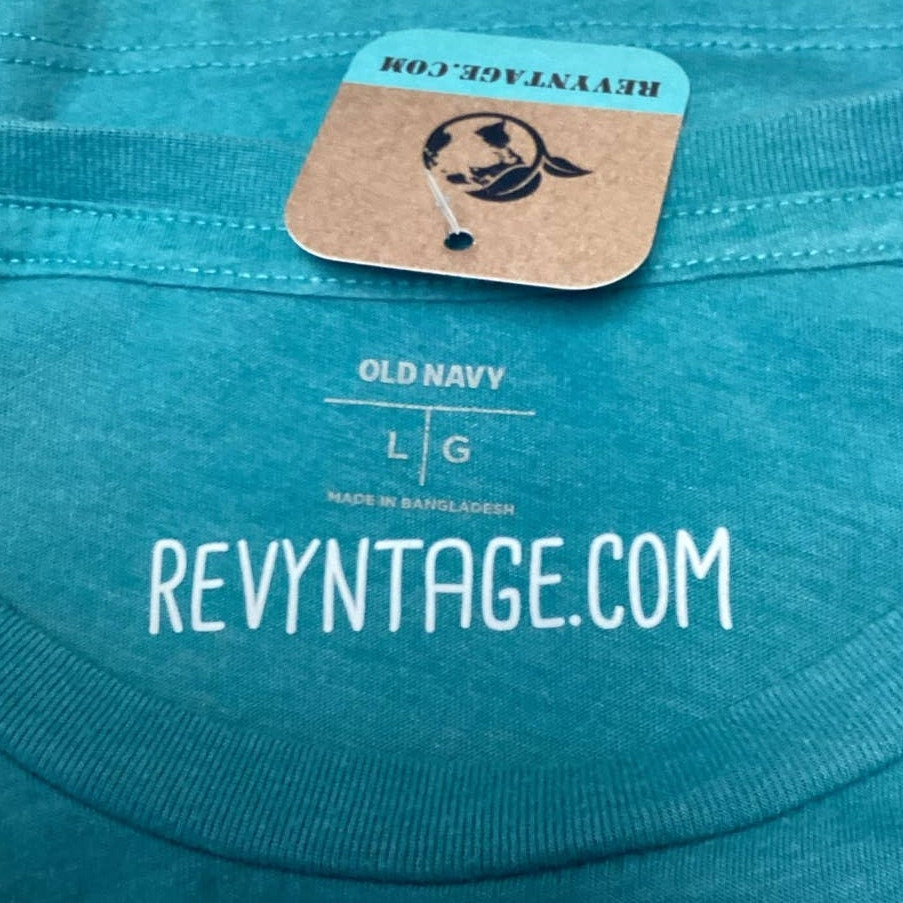 REVYNTAGE.COM
OLD NAVY
L | G
MADE IN BANGLADESH
REVYNTAGE.COM